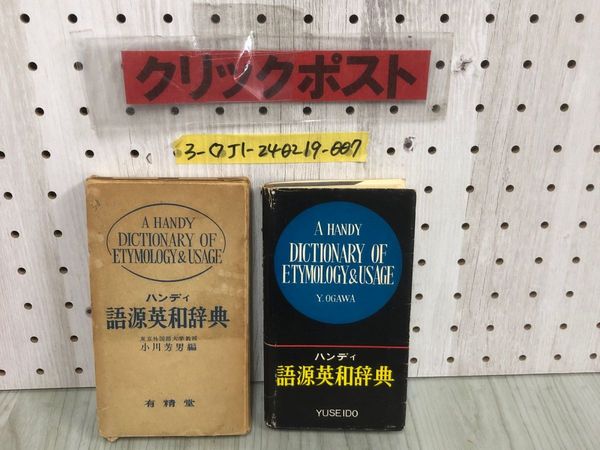 クリックポスト
3-◇J1-240219-007
A HANDY
DICTIONARY OF
ETYMOLOGY & USAGE
ハンディ
語源英和辞典
東京外国語大学教授
小川芳男編
有精堂
A HANDY
DICTIONARY OF
ETYMOLOGY & USAGE
Y. OGAWA
ハンディ
語源英和辞典
YUSEIDO